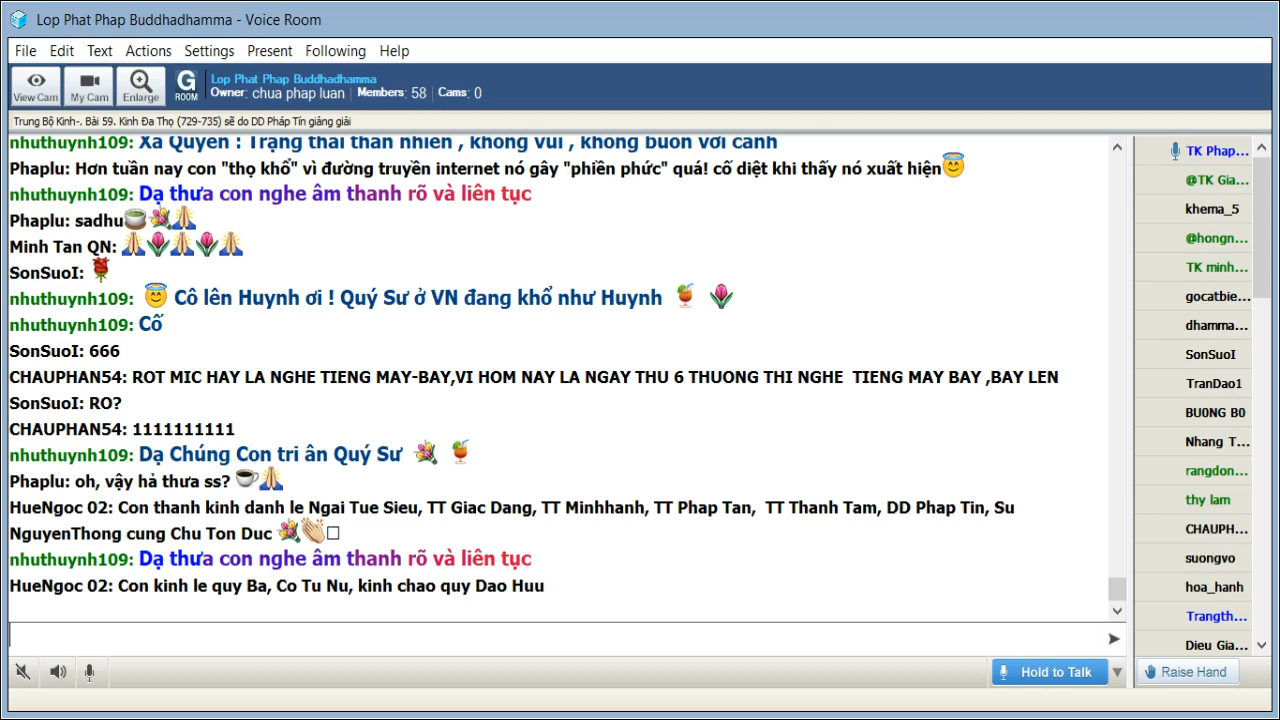 Lop Phat Phap Buddhadhamma - Voice Room
File Edit Text Actions Settings Present Following Help
View Cam My Cam Enlarge G ROOM
Lop Phat Phap Buddhadhamma
Owner: chua phap luan Members: 58 Cams: 0
Trung Bộ Kinh-. Bài 59. Kinh Đa Thọ (729-735) sẽ do DD Pháp Tín giảng giải
nhuthuynh109: Xả Quyên : Trạng thái thản nhiên , không vui , không buồn với cảnh
Phaplu: Hơn tuần nay con "thọ khổ" vì đường truyền internet nó gây "phiền phức" quá! cố diệt khi thấy nó xuất hiện
nhuthuynh109: Dạ thưa con nghe âm thanh rõ và liên tục
Phaplu: sadhu
Minh Tan QN:
SonSuoI:
nhuthuynh109: Cô lên Huynh ơi ! Quý Sư ở VN đang khổ như Huynh
nhuthuynh109: Cố
SonSuoI: 666
CHAUPHAN54: ROT MIC HAY LA NGHE TIENG MAY-BAY,VI HOM NAY LA NGAY THU 6 THUONG THI NGHE TIENG MAY BAY ,BAY LEN
SonSuoI: RO?
CHAUPHAN54: 1111111111
nhuthuynh109: Dạ Chúng Con tri ân Quý Sư
Phaplu: oh, vậy hả thưa ss?
HueNgoc 02: Con thanh kinh danh le Ngai Tue Sieu, TT Giac Dang, TT Minhhanh, TT Phap Tan, TT Thanh Tam, DD Phap Tin, Su
NguyenThong cung Chu Ton Duc
nhuthuynh109: Dạ thưa con nghe âm thanh rõ và liên tục
HueNgoc 02: Con kinh le quy Ba, Co Tu Nu, kinh chao quy Dao Huu
TK Phap...
@TK Gia...
khema_5
@hongn...
TK minh...
gocatbie...
dhamma...
SonSuoI
TranDao1
BU0NG B0
Nhang T...
rangdon...
thy lam
CHAUPH...
suongvo
hoa_hanh
Trangth...
Dieu Gia...
Hold to Talk
Raise Hand